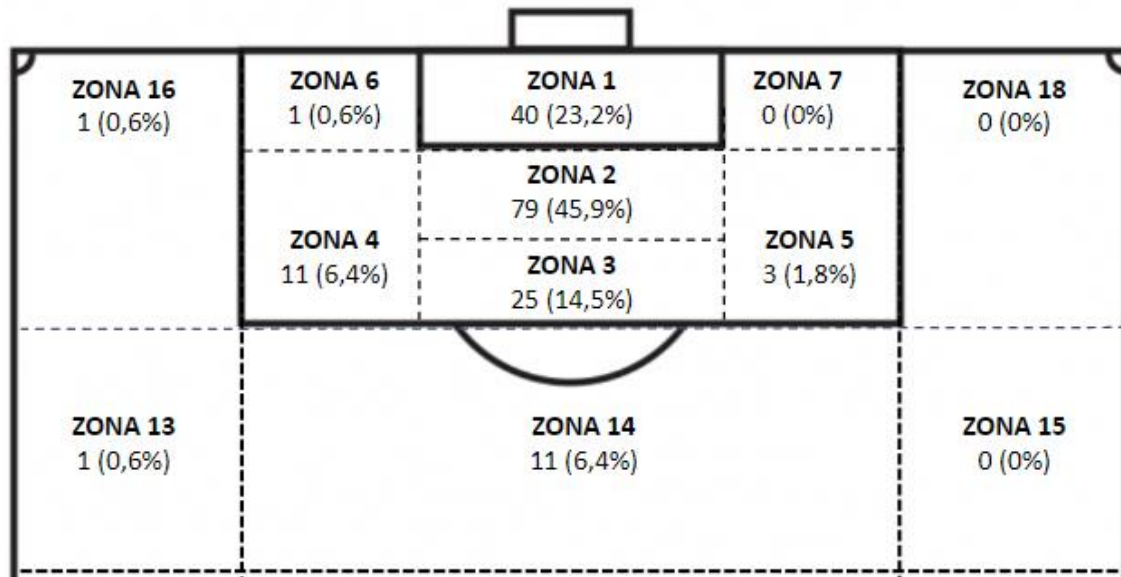 ZONA 16
1 (0,6%)
ZONA 6
1 (0,6%)
ZONA 1
40 (23,2%)
ZONA 7
0 (0%)
ZONA 18
0 (0%)
ZONA 2
79 (45,9%)
ZONA 4
11 (6,4%)
ZONA 3
25 (14,5%)
ZONA 5
3 (1,8%)
ZONA 13
1 (0,6%)
ZONA 14
11 (6,4%)
ZONA 15
0 (0%)